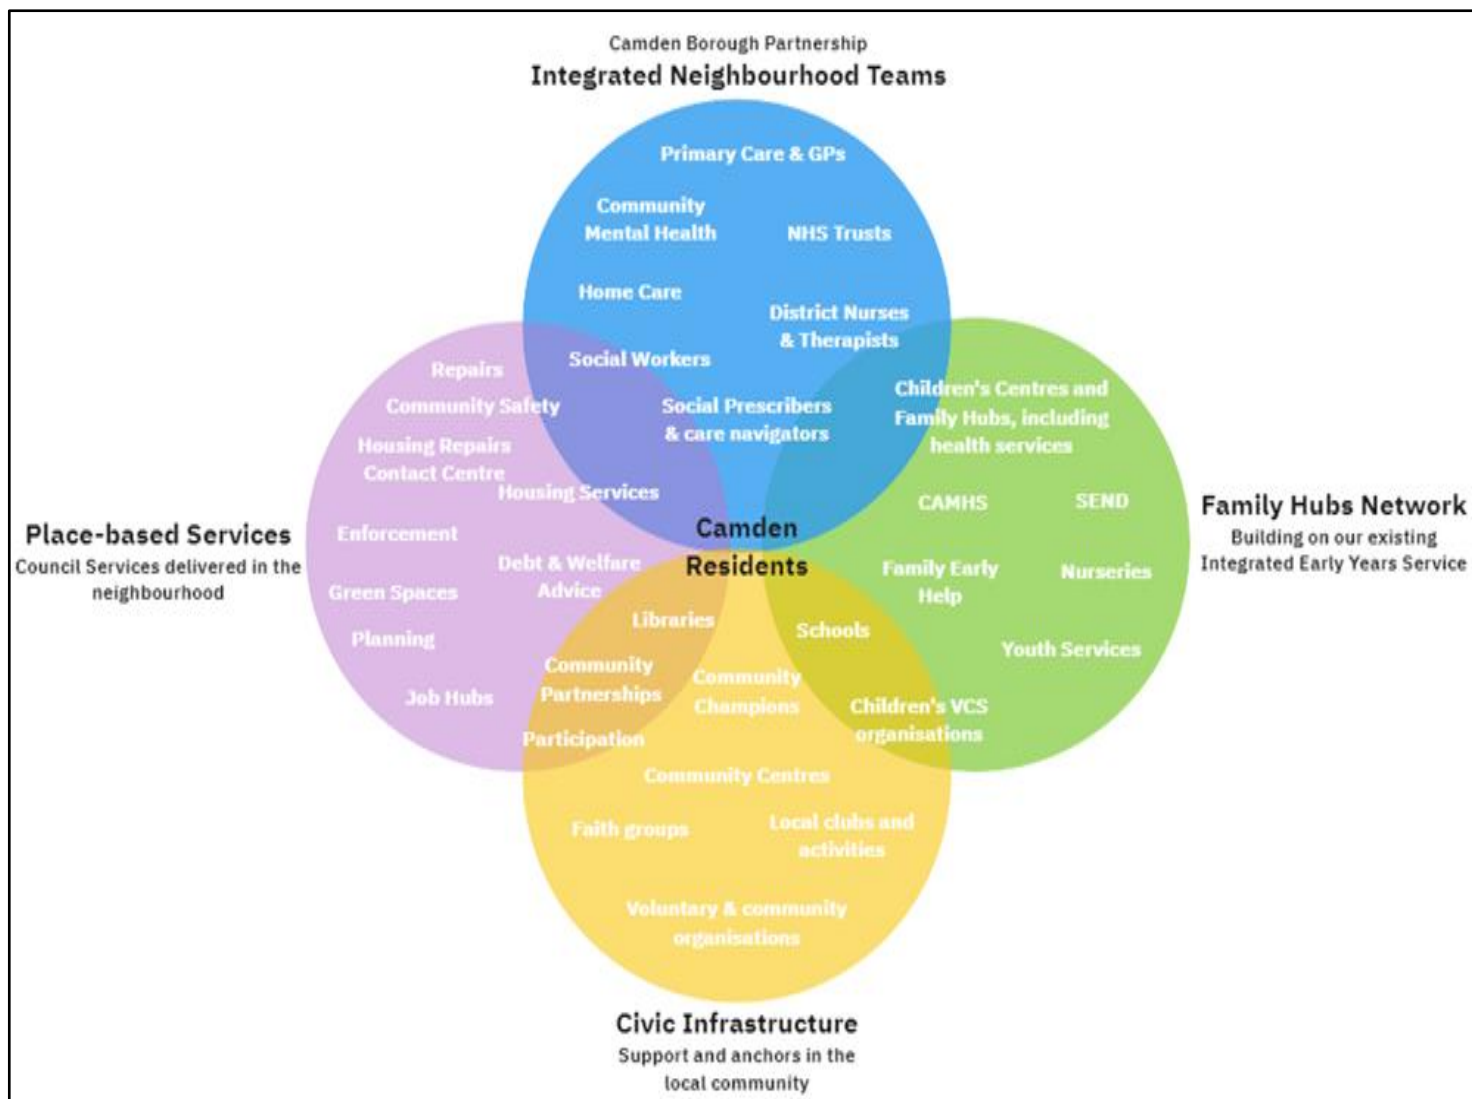 Camden Borough Partnership
Integrated Neighbourhood Teams
Primary Care & GPs
Community
Mental Health
NHS Trusts
Home Care
District Nurses
& Therapists
Social Workers
Social Prescribers
& care navigators
Repairs
Community Safety
Housing Repairs
Contact Centre
Housing Services
Place-based Services
Council Services delivered in the
neighbourhood
Enforcement
Debt & Welfare
Advice
Green Spaces
Planning
Job Hubs
Libraries
Community
Partnerships
Participation
Camden
Residents
Children's Centres and
Family Hubs, including
health services
CAMHS
SEND
Family Early
Help
Nurseries
Youth Services
Schools
Children's VCS
organisations
Family Hubs Network
Building on our existing
Integrated Early Years Service
Community
Champions
Community Centres
Faith groups
Local clubs and
activities
Voluntary & community
organisations
Civic Infrastructure
Support and anchors in the
local community